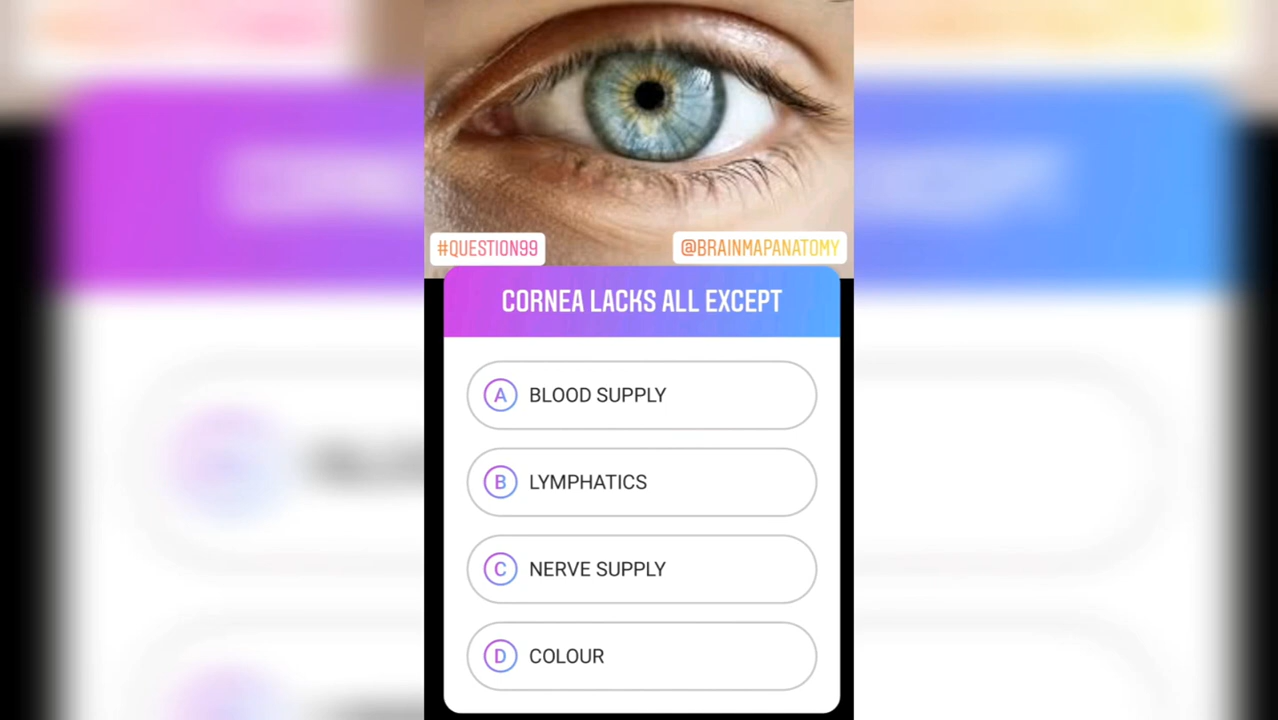 #QUESTION99
@BRAINMAPANATOMY
CORNEA LACKS ALL EXCEPT
A BLOOD SUPPLY
B LYMPHATICS
C NERVE SUPPLY
D COLOUR